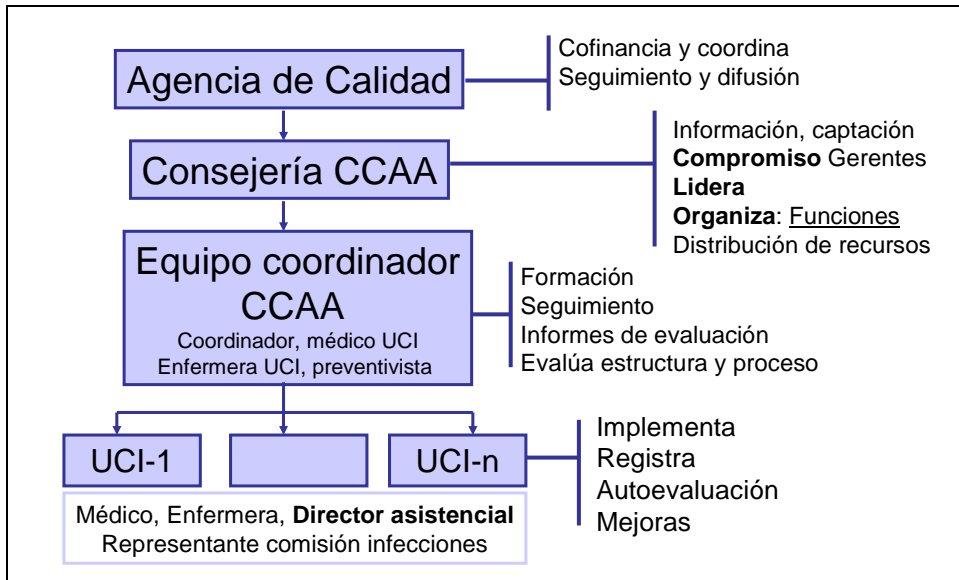 Agencia de Calidad
Cofinancia y coordina
Seguimiento y difusión
Consejería CCAA
Información, captación
Compromiso Gerentes
Lidera
Organiza: Funciones
Distribución de recursos
Equipo coordinador
CCAA
Coordinador, médico UCI
Enfermera UCI, preventivista
Formación
Seguimiento
Informes de evaluación
Evalúa estructura y proceso
UCI-1
UCI-n
Implementa
Registra
Autoevaluación
Mejoras
Médico, Enfermera, Director asistencial
Representante comisión infecciones